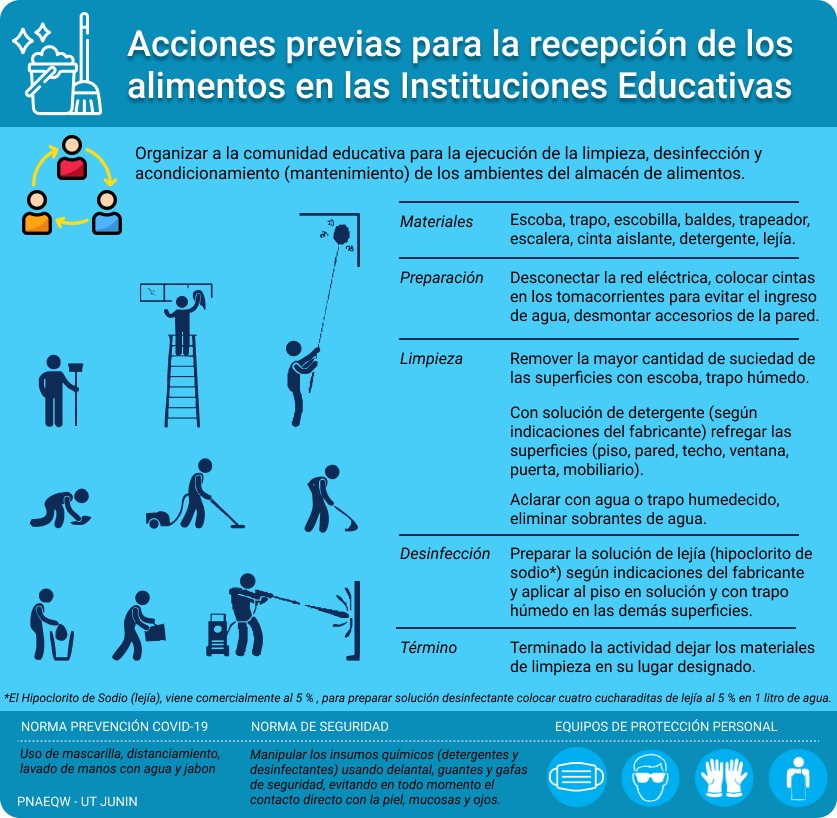 Acciones previas para la recepción de los
alimentos en las Instituciones Educativas
Organizar a la comunidad educativa para la ejecución de la limpieza, desinfección y
acondicionamiento (mantenimiento) de los ambientes del almacén de alimentos.
Materiales
Escoba, trapo, escobilla, baldes, trapeador,
escalera, cinta aislante, detergente, lejía.
Preparación
Desconectar la red eléctrica, colocar cintas
en los tomacorrientes para evitar el ingreso
de agua, desmontar accesorios de la pared.
Limpieza
Remover la mayor cantidad de suciedad de
las superficies con escoba, trapo húmedo.
Con solución de detergente (según
indicaciones del fabricante) refregar las
superficies (piso, pared, techo, ventana,
puerta, mobiliario).
Aclarar con agua o trapo humedecido,
eliminar sobrantes de agua.
Desinfección
Preparar la solución de lejía (hipoclorito de
sodio*) según indicaciones del fabricante
y aplicar al piso en solución y con trapo
húmedo en las demás superficies.
Término
Terminado la actividad dejar los materiales
de limpieza en su lugar designado.
*El Hipoclorito de Sodio (lejía), viene comercialmente al 5 % , para preparar solución desinfectante colocar cuatro cucharaditas de lejía al 5 % en 1 litro de agua.
NORMA PREVENCIÓN COVID-19
Uso de mascarilla, distanciamiento,
lavado de manos con agua y jabon
PNAEQW - UT JUNIN
NORMA DE SEGURIDAD
Manipular los insumos químicos (detergentes y
desinfectantes) usando delantal, guantes y gafas
de seguridad, evitando en todo momento el
contacto directo con la piel, mucosas y ojos.
EQUIPOS DE PROTECCIÓN PERSONAL